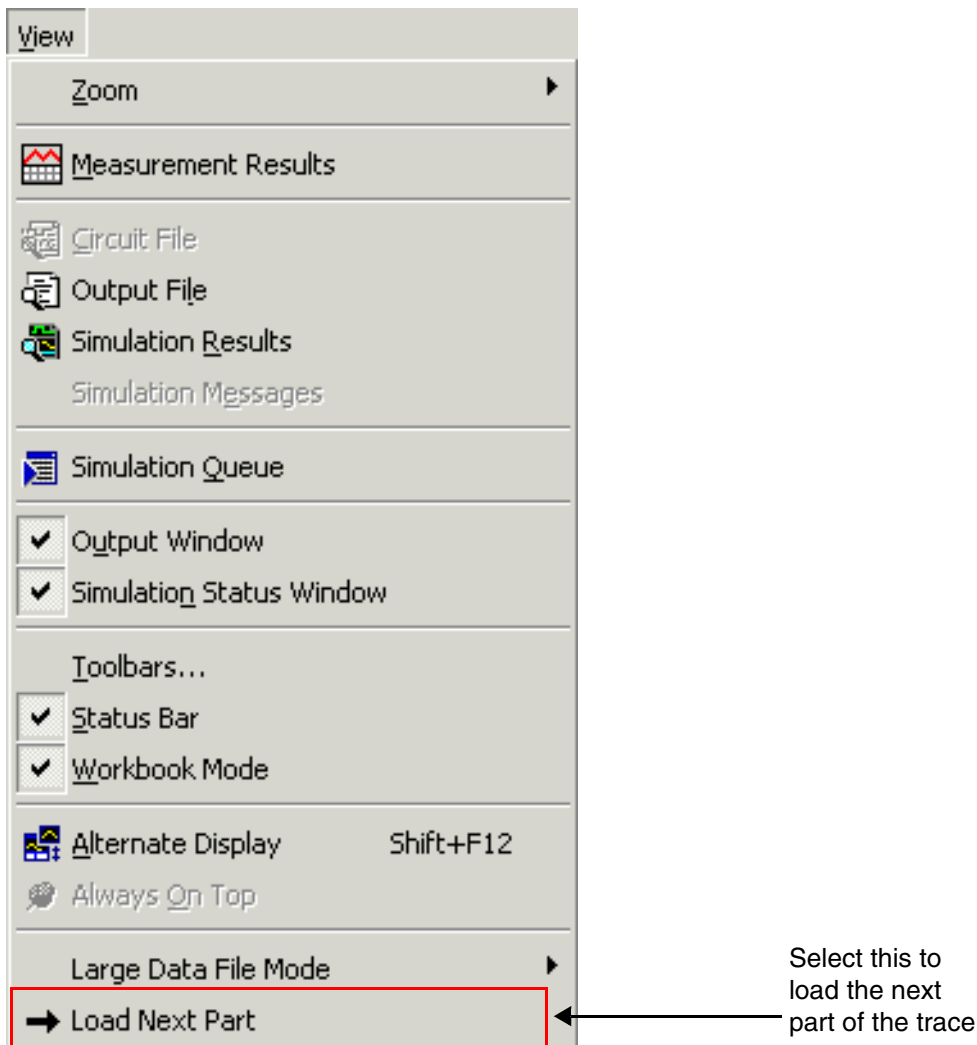 View
Zoom
Measurement Results
Circuit File
Output File
Simulation Results
Simulation Messages
Simulation Queue
Output Window
Simulation Status Window
Toolbars...
Status Bar
Workbook Mode
Alternate Display Shift+F12
Always On Top
Large Data File Mode
Load Next Part
Select this to
load the next
part of the trace